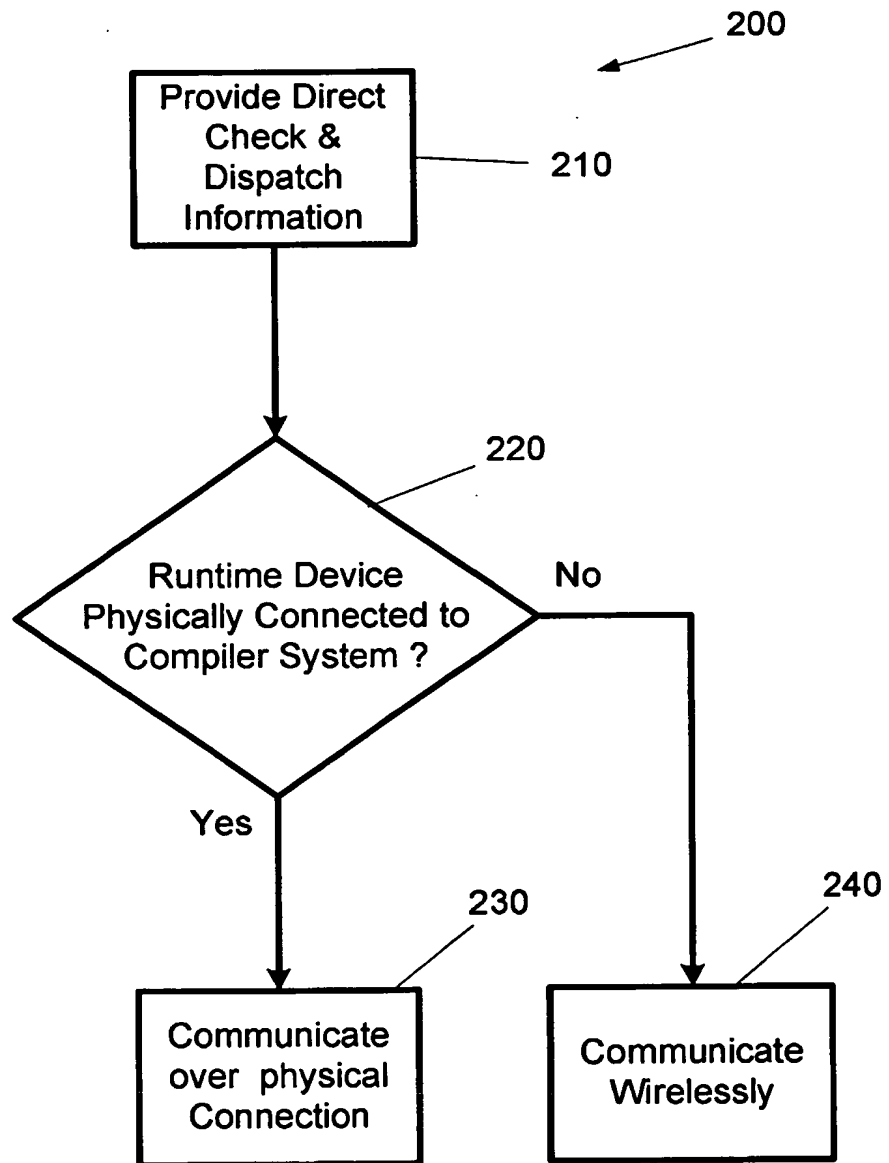 200
Provide Direct
Check &
Dispatch
Information
210
220
Runtime Device
Physically Connected to
Compiler System ?
No
Yes
230
240
Communicate
over physical
Connection
Communicate
Wirelessly